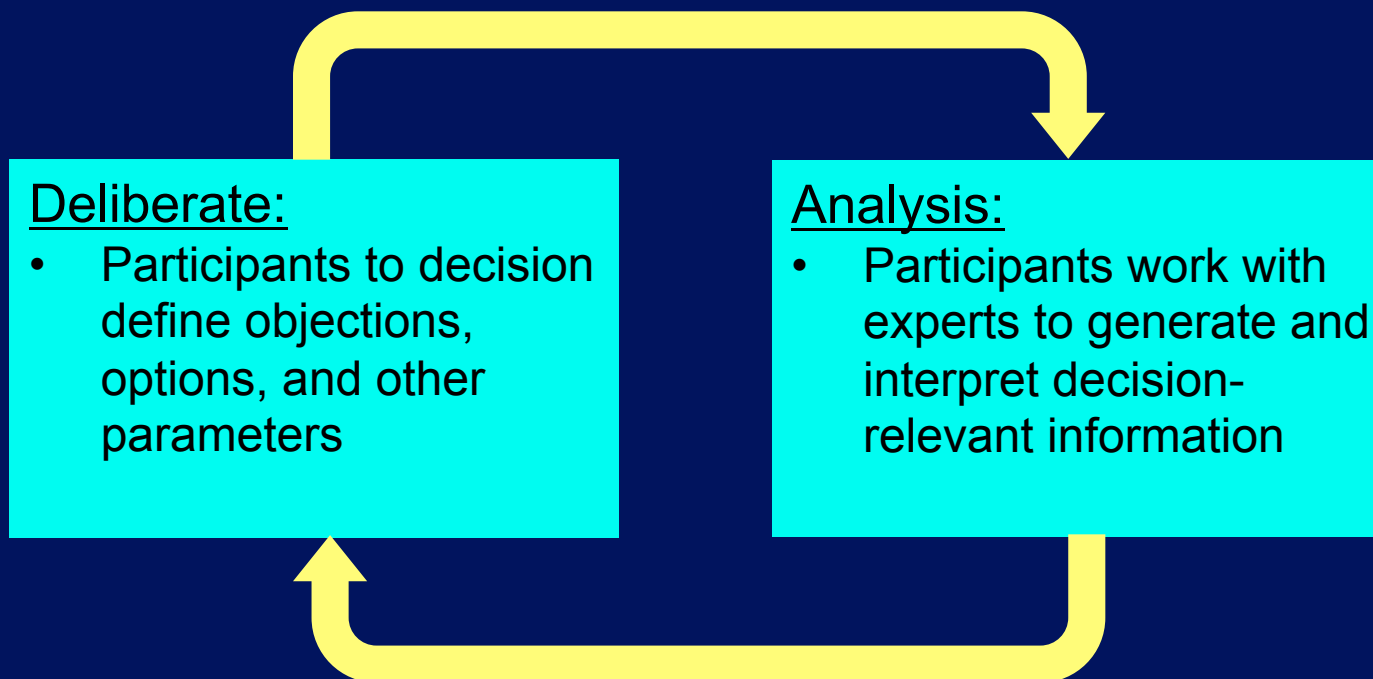 Deliberate:
• Participants to decision
define objections,
options, and other
parameters
Analysis:
• Participants work with
experts to generate and
interpret decision-
relevant information